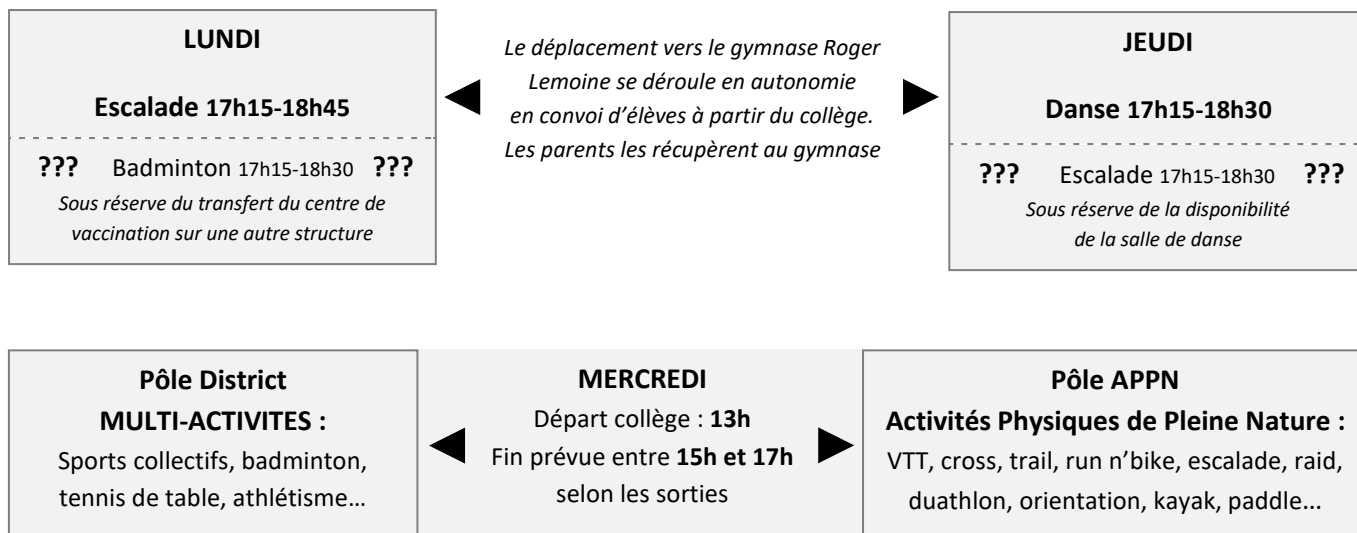 LUNDI
Escalade 17h15-18h45
??? Badminton 17h15-18h30 ???
Sous réserve du transfert du centre de
vaccination sur une autre structure
Le déplacement vers le gymnase Roger
Lemoine se déroule en autonomie
en convoi d’élèves à partir du collège.
Les parents les récupèrent au gymnase
JEUDI
Danse 17h15-18h30
??? Escalade 17h15-18h30 ???
Sous réserve de la disponibilité
de la salle de danse
Pôle District
MULTI-ACTIVITES :
Sports collectifs, badminton,
tennis de table, athlétisme…
MERCREDI
Départ collège : 13h
Fin prévue entre 15h et 17h
selon les sorties
Pôle APPN
Activités Physiques de Pleine Nature :
VTT, cross, trail, run n’bike, escalade, raid,
duathlon, orientation, kayak, paddle…